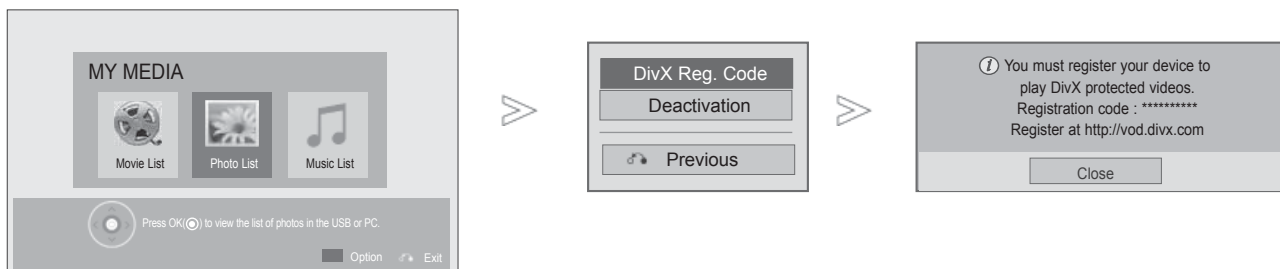 MY MEDIA
Movie List
Photo List
Music List
Press OK(◉) to view the list of photos in the USB or PC.
Option
Exit
DivX Reg. Code
Deactivation
Previous
You must register your device to
play DivX protected videos.
Registration code : **********
Register at http://vod.divx.com
Close